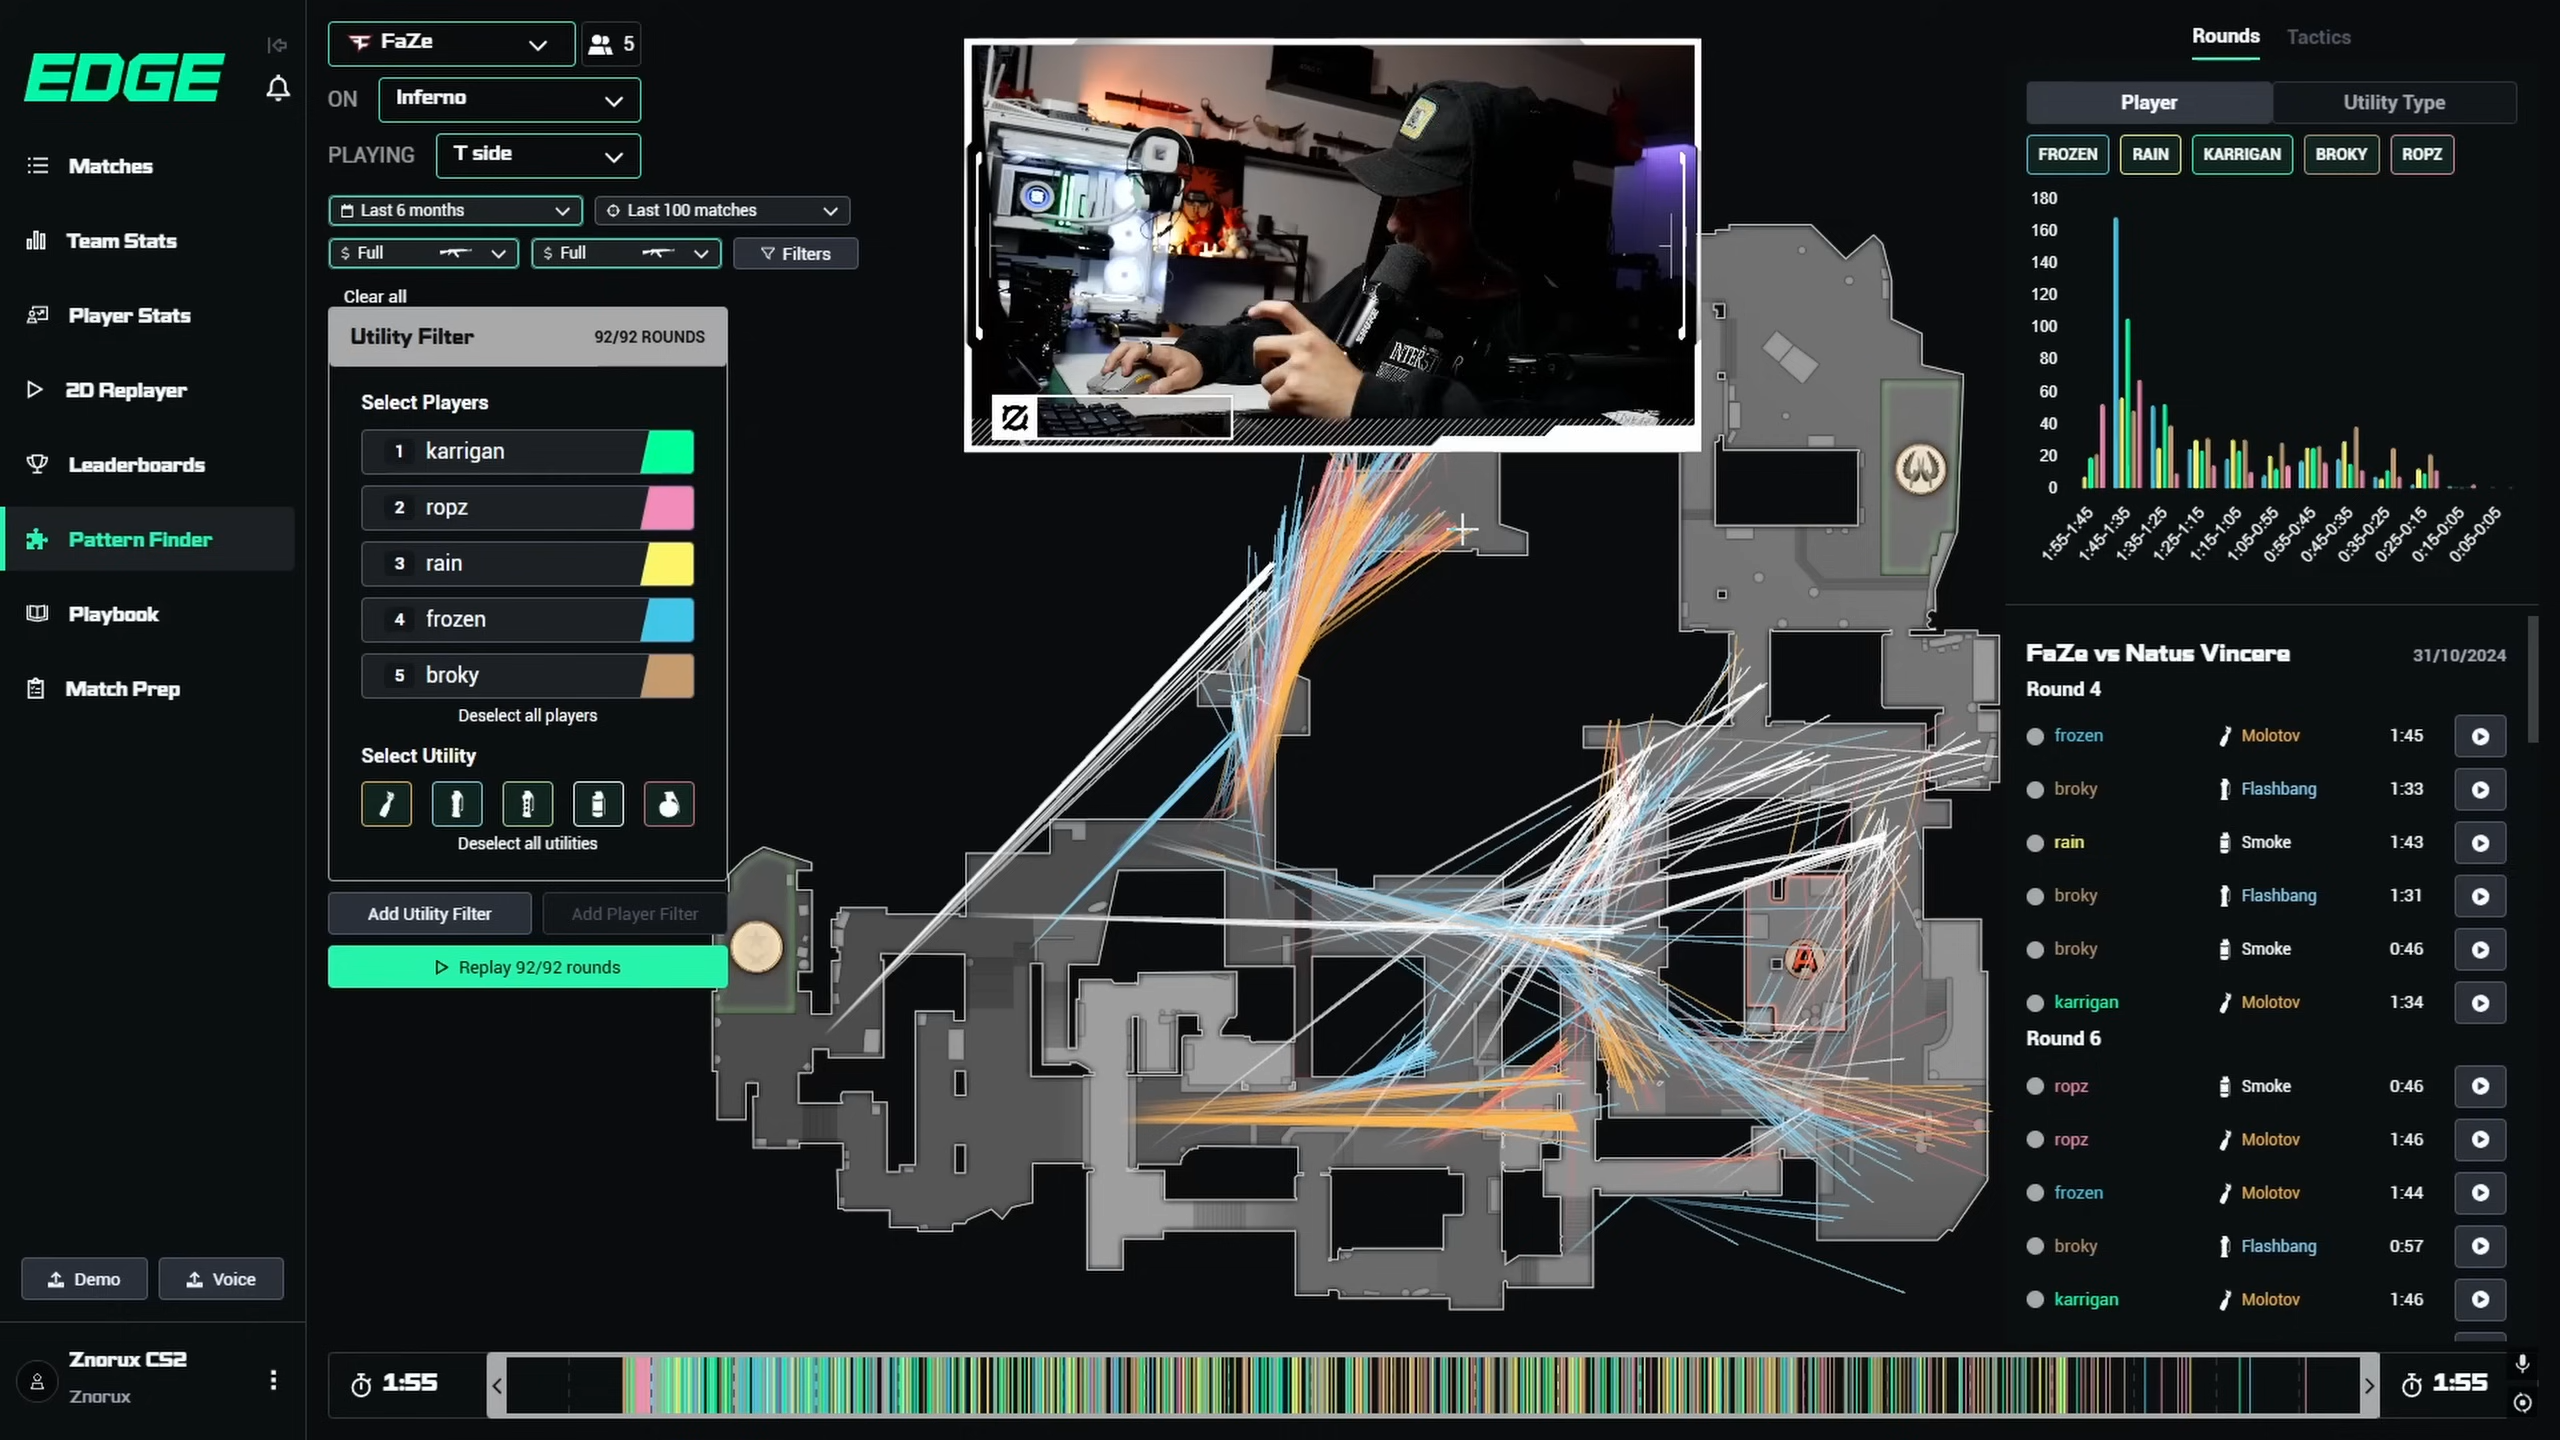 EDGE
Matches
Team Stats
Player Stats
2D Replayer
Leaderboards
Pattern Finder
Playbook
Match Prep
Demo
Voice
Znorux CS2
Znorux
FaZe
5
ON
Inferno
PLAYING
T side
Last 6 months
Last 100 matches
$ Full
$ Full
Filters
Clear all
Utility Filter
92/92 ROUNDS
Select Players
1 karrigan
2 ropz
3 rain
4 frozen
5 broky
Deselect all players
Select Utility
Deselect all utilities
Add Utility Filter
Add Player Filter
Replay 92/92 rounds
SHURE
A
Rounds
Tactics
Player
Utility Type
FROZEN
RAIN
KARRIGAN
BROKY
ROPZ
180
160
140
120
100
80
60
40
20
0
1:55-1:45
1:45-1:35
1:35-1:25
1:25-1:15
1:15-1:05
1:05-0:55
0:55-0:45
0:45-0:35
0:35-0:25
0:25-0:15
0:15-0:05
0:05-0:05
FaZe vs Natus Vincere
31/10/2024
Round 4
frozen Molotov 1:45
broky Flashbang 1:33
rain Smoke 1:43
broky Flashbang 1:31
broky Smoke 0:46
karrigan Molotov 1:34
Round 6
ropz Smoke 0:46
ropz Molotov 1:46
frozen Molotov 1:44
broky Flashbang 0:57
karrigan Molotov 1:46
1:55
1:55